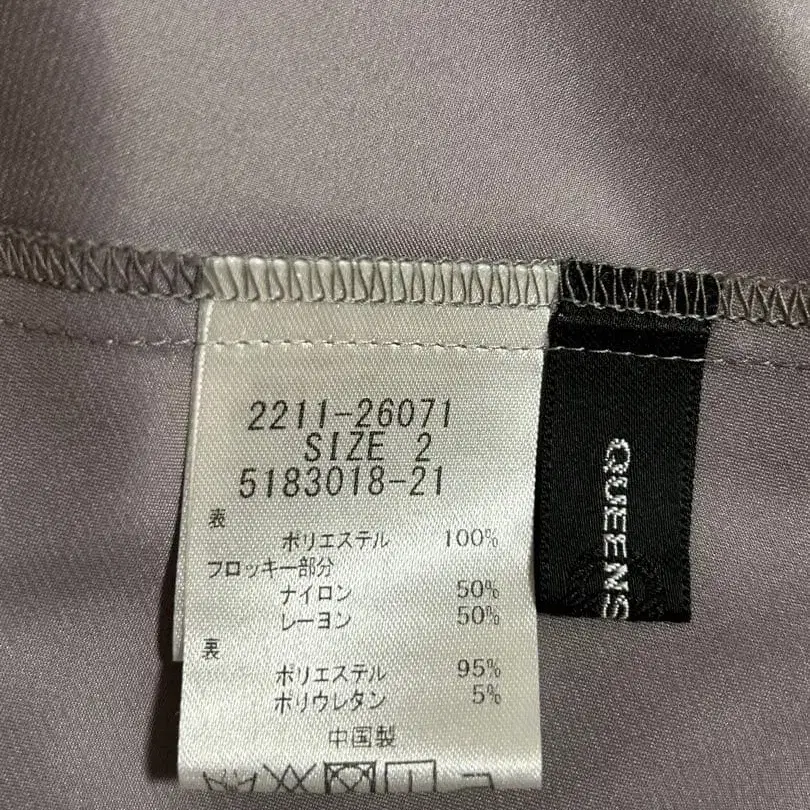 2211-26071
SIZE 2
5183018-21
表
ポリエステル 100%
フロッキー部分
ナイロン 50%
レーヨン 50%
裏
ポリエステル 95%
ポリウレタン 5%
中国製
QUEENS